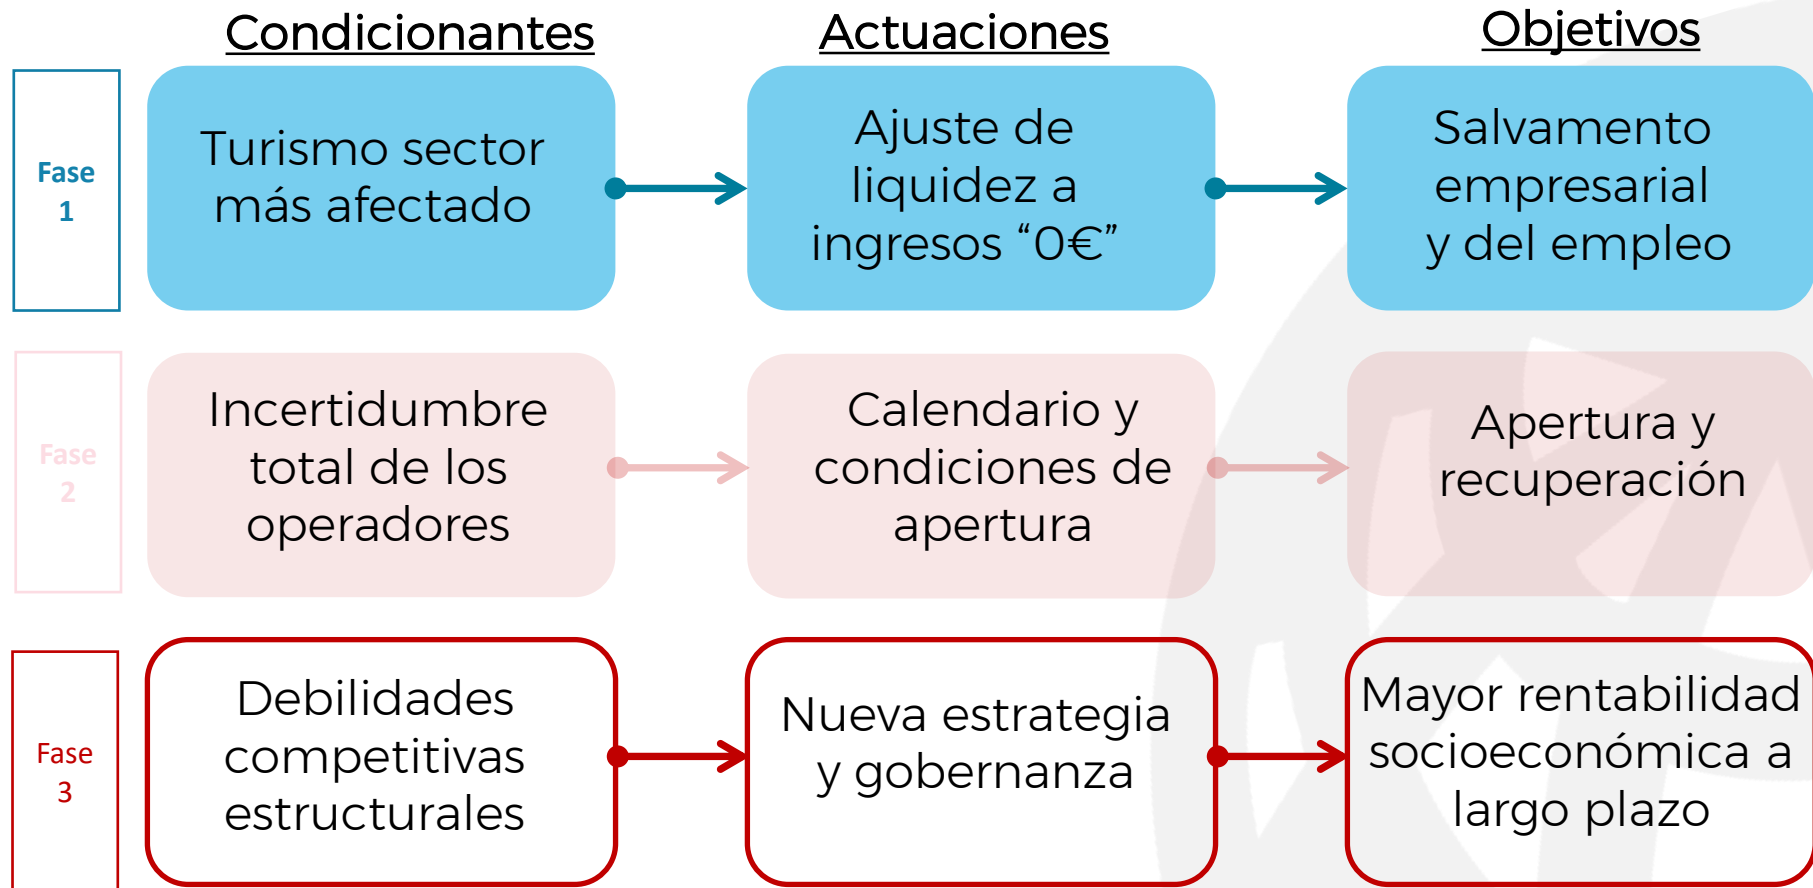 Condicionantes
Actuaciones
Objetivos
Fase
1
Turismo sector
más afectado
Ajuste de
liquidez a
ingresos “0€”
Salvamento
empresarial
y del empleo
Fase
2
Incertidumbre
total de los
operadores
Calendario y
condiciones de
apertura
Apertura y
recuperación
Fase
3
Debilidades
competitivas
estructurales
Nueva estrategia
y gobernanza
Mayor rentabilidad
socioeconómica a
largo plazo